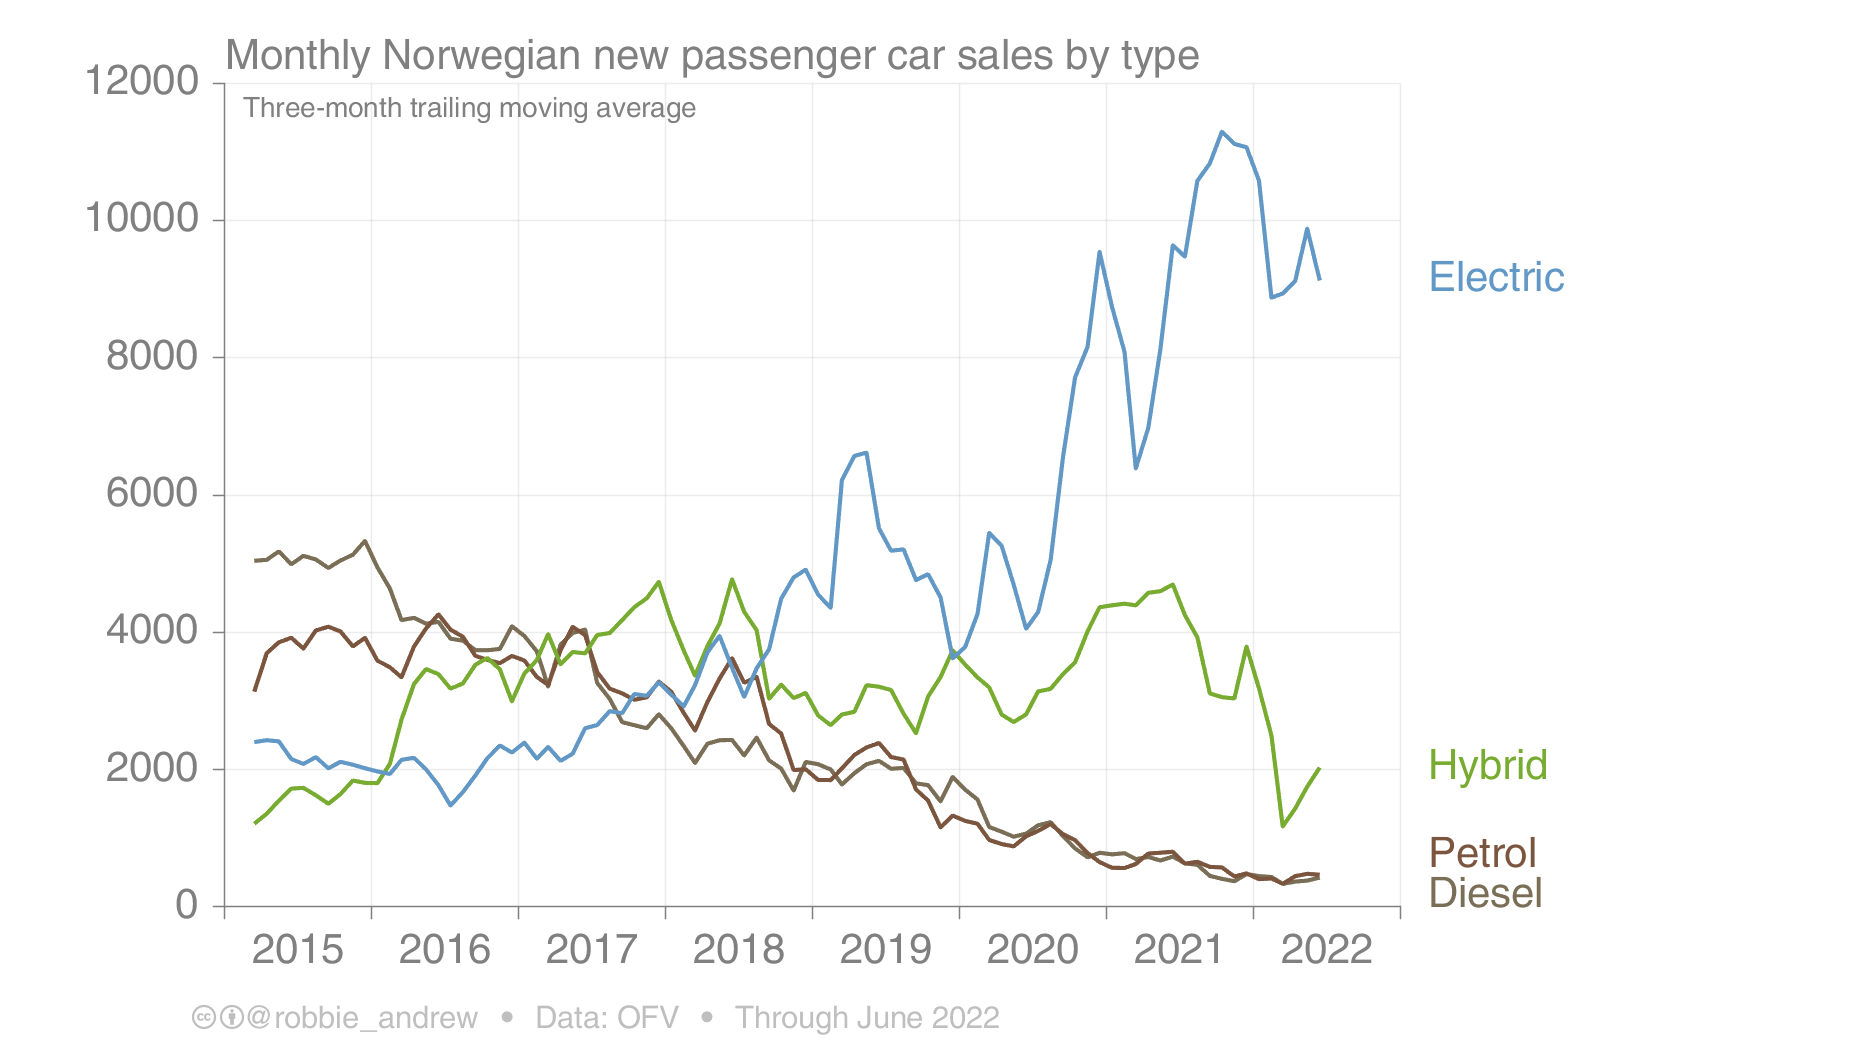 Monthly Norwegian new passenger car sales by type
Three-month trailing moving average
12000
10000
8000
6000
4000
2000
0
Electric
Hybrid
Petrol
Diesel
2015 2016 2017 2018 2019 2020 2021 2022
cc @robbie_andrew • Data: OFV • Through June 2022